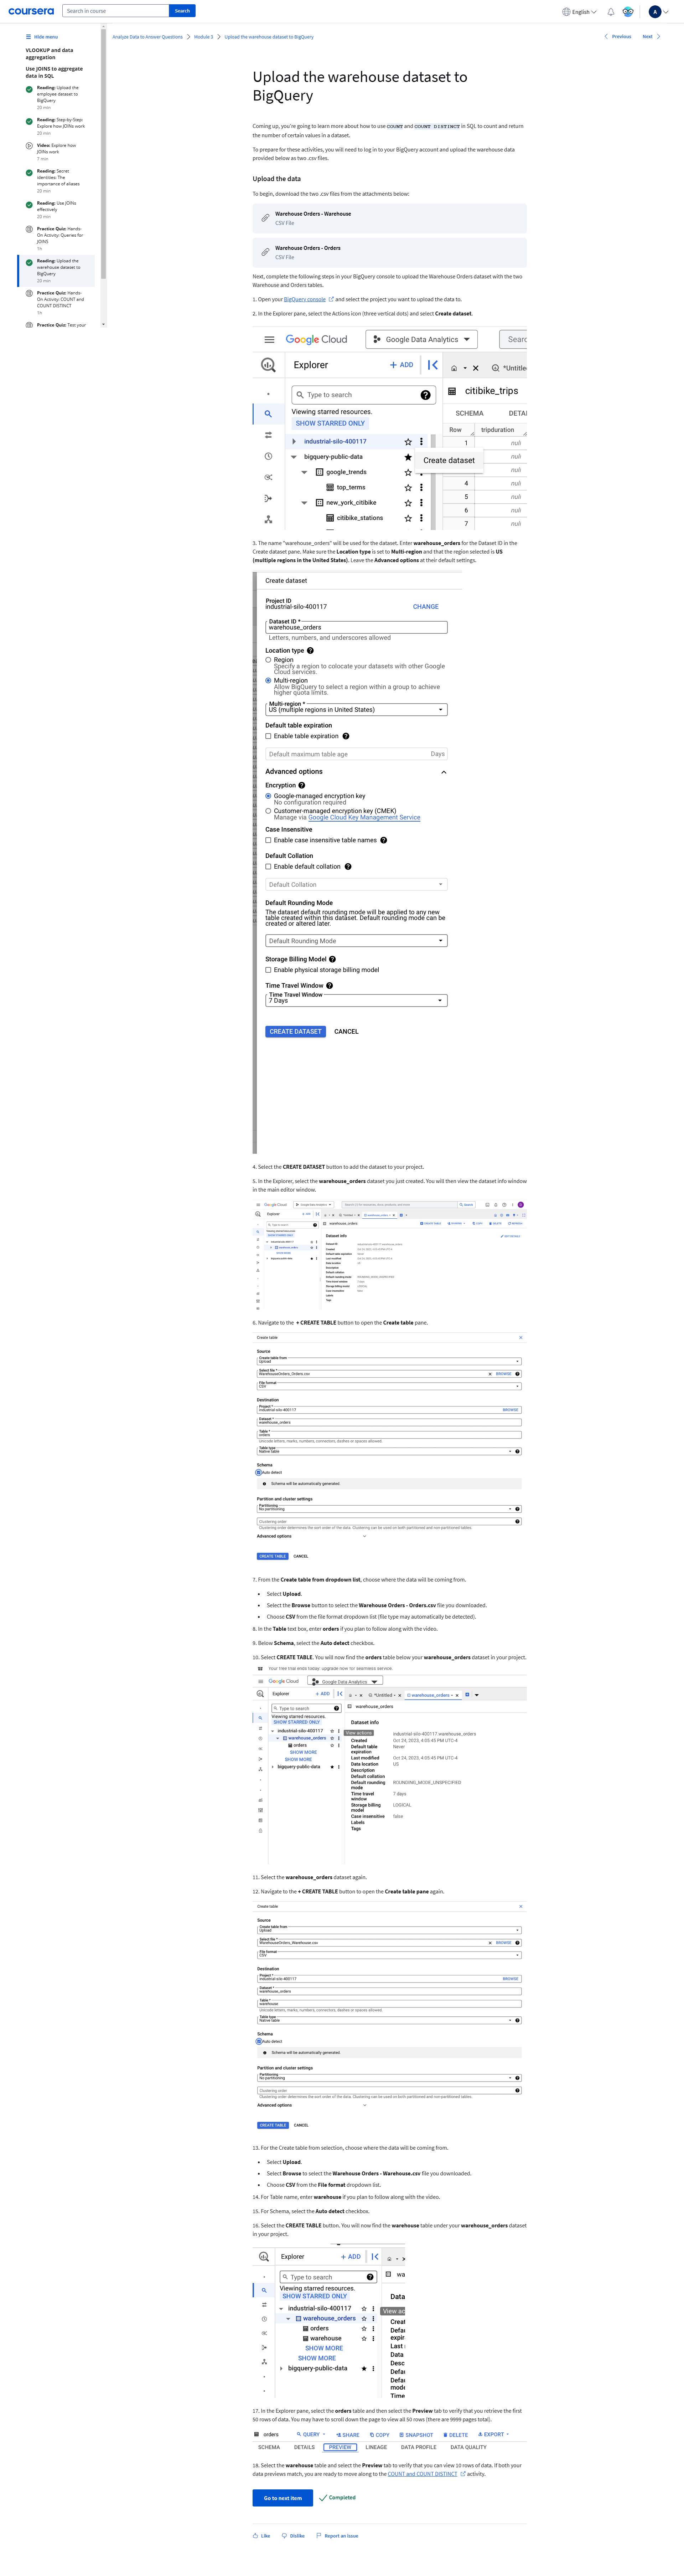 coursera
Search in course
Search
English
A
Hide menu
VLOOKUP and data
aggregation
Use JOINS to aggregate
data in SQL
Reading: Upload the
employee dataset to
BigQuery
20 min
Reading: Step-by-Step:
Explore how JOINs work
20 min
Video: Explore how
JOINs work
7 min
Reading: Secret
identities: The
importance of aliases
20 min
Reading: Use JOINs
effectively
20 min
Practice Quiz: Hands-
On Activity: Queries for
JOINS
1h
Reading: Upload the
warehouse dataset to
BigQuery
20 min
Practice Quiz: Hands-
On Activity: COUNT and
COUNT DISTINCT
1h
Practice Quiz: Test your
Analyze Data to Answer Questions
Module 3
Upload the warehouse dataset to BigQuery
Previous
Next
Upload the warehouse dataset to
BigQuery
Coming up, you're going to learn more about how to use COUNT and COUNT DISTINCT in SQL to count and return
the number of certain values in a dataset.
To prepare for these activities, you will need to log in to your BigQuery account and upload the warehouse data
provided below as two .csv files.
Upload the data
To begin, download the two .csv files from the attachments below:
Warehouse Orders - Warehouse
CSV File
Warehouse Orders - Orders
CSV File
Next, complete the following steps in your BigQuery console to upload the Warehouse Orders dataset with the two
Warehouse and Orders tables.
1. Open your BigQuery console and select the project you want to upload the data to.
2. In the Explorer pane, select the Actions icon (three vertical dots) and select Create dataset.
Google Cloud
Google Data Analytics
Searc
Explorer
+ ADD
*Untitle
Type to search
citibike_trips
Viewing starred resources.
SHOW STARRED ONLY
SCHEMA
DETAI
Row
tripduration
industrial-silo-400117
1
null
bigquery-public-data
Create dataset
null
google_trends
null
top_terms
4
null
new_york_citibike
5
null
6
null
citibike_stations
7
null
3. The name "warehouse_orders" will be used for the dataset. Enter warehouse_orders for the Dataset ID in the
Create dataset pane. Make sure the Location type is set to Multi-region and that the region selected is US
(multiple regions in the United States). Leave the Advanced options at their default settings.
Create dataset
Project ID
industrial-silo-400117
CHANGE
Dataset ID *
warehouse_orders
Letters, numbers, and underscores allowed
Location type
Region
Specify a region to colocate your datasets with other Google
Cloud services.
Multi-region
Allow BigQuery to select a region within a group to achieve
higher quota limits.
Multi-region *
US (multiple regions in United States)
Default table expiration
Enable table expiration
Default maximum table age
Days
Advanced options
Encryption
Google-managed encryption key
No configuration required
Customer-managed encryption key (CMEK)
Manage via Google Cloud Key Management Service
Case Insensitive
Enable case insensitive table names
Default Collation
Enable default collation
Default Collation
Default Rounding Mode
The dataset default rounding mode will be applied to any new
table created within this dataset. Default rounding mode can be
created or altered later.
Default Rounding Mode
Storage Billing Model
Enable physical storage billing model
Time Travel Window
Time Travel Window
7 Days
CREATE DATASET
CANCEL
4. Select the CREATE DATASET button to add the dataset to your project.
5. In the Explorer, select the warehouse_orders dataset you just created. You will then view the dataset info window
in the main editor window.
Google Cloud
Explorer
warehouse_orders
Dataset info
6. Navigate to the + CREATE TABLE button to open the Create table pane.
Create table
Source
Create table from
Upload
Select file *
WarehouseOrders_Orders.csv
BROWSE
File format
CSV
Destination
Project *
industrial-silo-400117
BROWSE
Dataset *
warehouse_orders
Table *
orders
Unicode letters, marks, numbers, connectors, dashes or spaces allowed.
Table type
Native table
Schema
Auto detect
Schema will be automatically generated.
Partition and cluster settings
Partitioning
No partitioning
Clustering order
Clustering order determines the sort order of the data. Clustering can be used on both partitioned and non-partitioned tables.
Advanced options
CREATE TABLE
CANCEL
7. From the Create table from dropdown list, choose where the data will be coming from.
Select Upload.
Select the Browse button to select the Warehouse Orders - Orders.csv file you downloaded.
Choose CSV from the file format dropdown list (file type may automatically be detected).
8. In the Table text box, enter orders if you plan to follow along with the video.
9. Below Schema, select the Auto detect checkbox.
10. Select CREATE TABLE. You will now find the orders table below your warehouse_orders dataset in your project.
Your free trial ends today. Upgrade now for seamless service.
Google Cloud
Google Data Analytics
Explorer
+ ADD
*Untitled
warehouse_orders
Type to search
warehouse_orders
Viewing starred resources.
SHOW STARRED ONLY
Dataset info
industrial-silo-400117
View actions
industrial-silo-400117.warehouse_orders
warehouse_orders
Created
Oct 24, 2023, 4:05:45 PM UTC-4
orders
Default table
expiration
Never
SHOW MORE
Last modified
Oct 24, 2023, 4:05:45 PM UTC-4
SHOW MORE
Data location
US
bigquery-public-data
Description
Default collation
Default rounding
mode
ROUNDING_MODE_UNSPECIFIED
Time travel
window
7 days
Storage billing
model
LOGICAL
Case insensitive
false
Labels
Tags
11. Select the warehouse_orders dataset again.
12. Navigate to the + CREATE TABLE button to open the Create table pane again.
Create table
Source
Create table from
Upload
Select file *
WarehouseOrders_Warehouse.csv
BROWSE
File format
CSV
Destination
Project *
industrial-silo-400117
BROWSE
Dataset *
warehouse_orders
Table *
warehouse
Unicode letters, marks, numbers, connectors, dashes or spaces allowed.
Table type
Native table
Schema
Auto detect
Schema will be automatically generated.
Partition and cluster settings
Partitioning
No partitioning
Clustering order
Clustering order determines the sort order of the data. Clustering can be used on both partitioned and non-partitioned tables.
Advanced options
CREATE TABLE
CANCEL
13. For the Create table from selection, choose where the data will be coming from.
Select Upload.
Select Browse to select the Warehouse Orders - Warehouse.csv file you downloaded.
Choose CSV from the File format dropdown list.
14. For Table name, enter warehouse if you plan to follow along with the video.
15. For Schema, select the Auto detect checkbox.
16. Select the CREATE TABLE button. You will now find the warehouse table under your warehouse_orders dataset
in your project.
Explorer
+ ADD
Type to search
wa
Viewing starred resources.
SHOW STARRED ONLY
Data
industrial-silo-400117
View ac
warehouse_orders
Creat
orders
Defau
expir
warehouse
Last
SHOW MORE
Data
SHOW MORE
Desc
bigquery-public-data
Defau
Defau
mode
Time
17. In the Explorer pane, select the orders table and then select the Preview tab to verify that you retrieve the first
50 rows of data. You may have to scroll down the page to view all 50 rows (there are 9999 pages total).
orders
QUERY
SHARE
COPY
SNAPSHOT
DELETE
EXPORT
SCHEMA
DETAILS
PREVIEW
LINEAGE
DATA PROFILE
DATA QUALITY
18. Select the warehouse table and select the Preview tab to verify that you can view 10 rows of data. If both your
data previews match, you are ready to move along to the COUNT and COUNT DISTINCT activity.
Go to next item
Completed
Like
Dislike
Report an issue